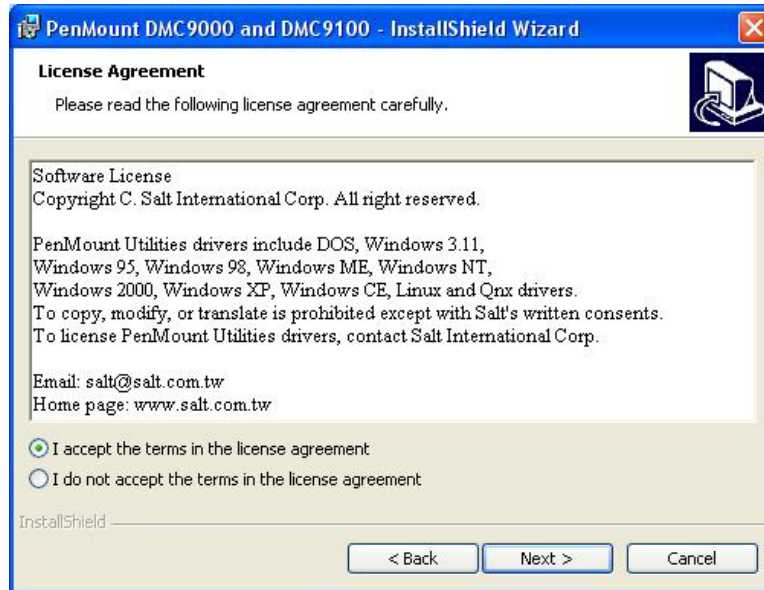 PenMount DMC9000 and DMC9100 - InstallShield Wizard
License Agreement
Please read the following license agreement carefully.
Software License
Copyright C. Salt International Corp. All right reserved.
PenMount Utilities drivers include DOS, Windows 3.11,
Windows 95, Windows 98, Windows ME, Windows NT,
Windows 2000, Windows XP, Windows CE, Linux and Qnx drivers.
To copy, modify, or translate is prohibited except with Salt's written consents.
To license PenMount Utilities drivers, contact Salt International Corp.
Email: salt@salt.com.tw
Home page: www.salt.com.tw
I accept the terms in the license agreement
I do not accept the terms in the license agreement
InstallShield
< Back Next > Cancel